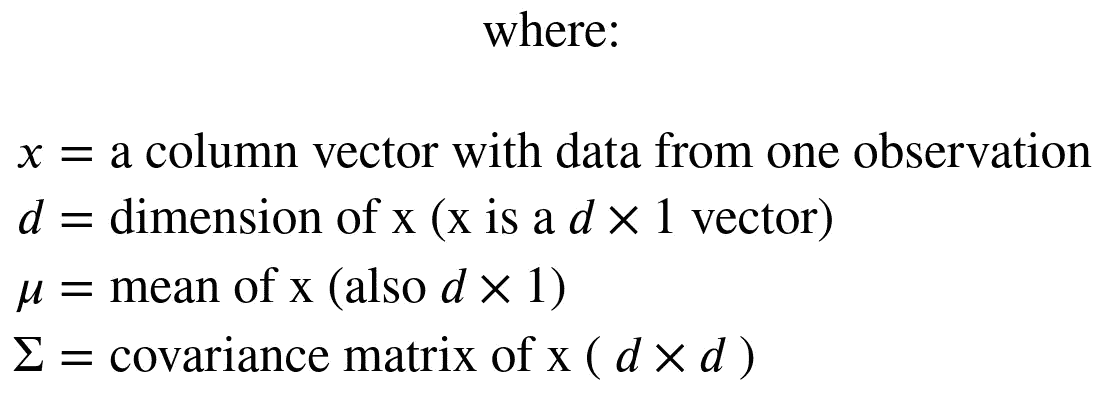 where:
x = a column vector with data from one observation
d = dimension of x (x is a d × 1 vector)
μ = mean of x (also d × 1)
Σ = covariance matrix of x ( d × d )